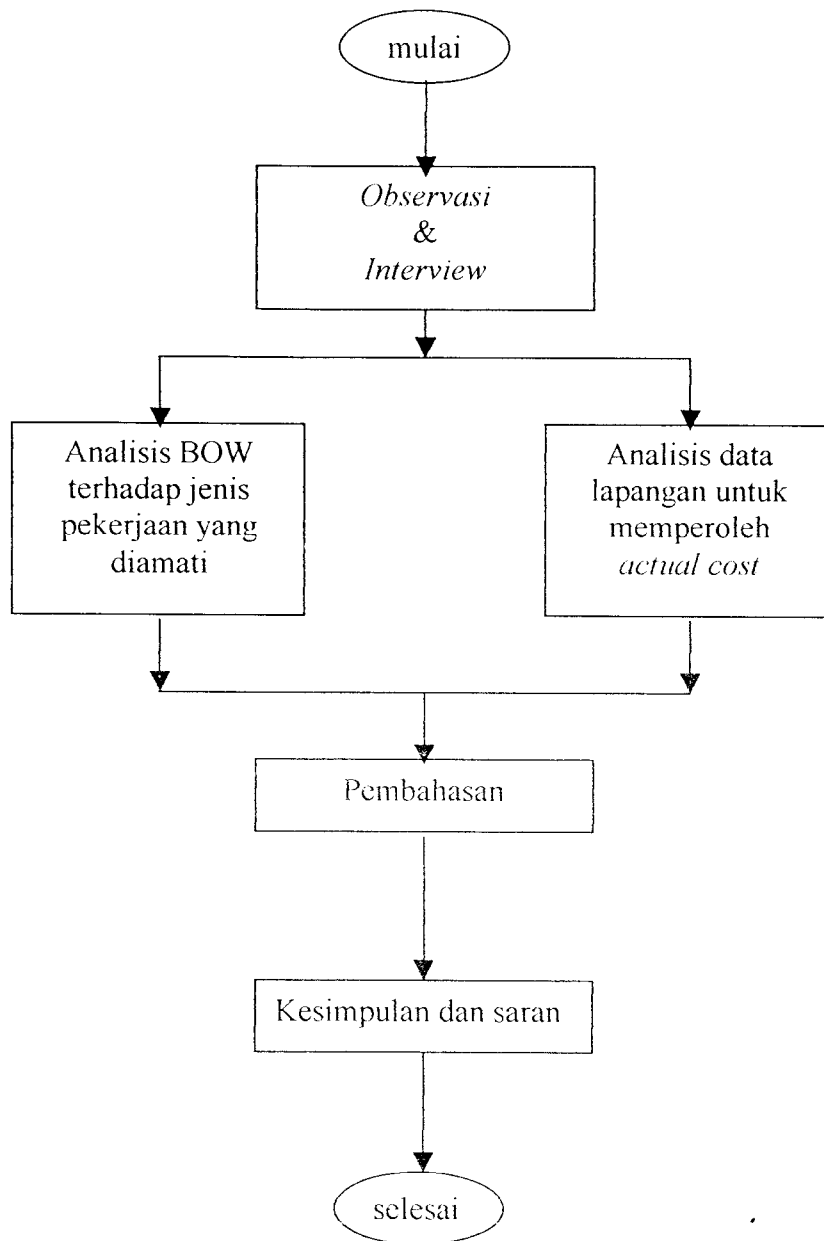 mulai
Observasi
&
Interview
Analisis BOW
terhadap jenis
pekerjaan yang
diamati
Analisis data
lapangan untuk
memperoleh
actual cost
Pembahasan
Kesimpulan dan saran
selesai